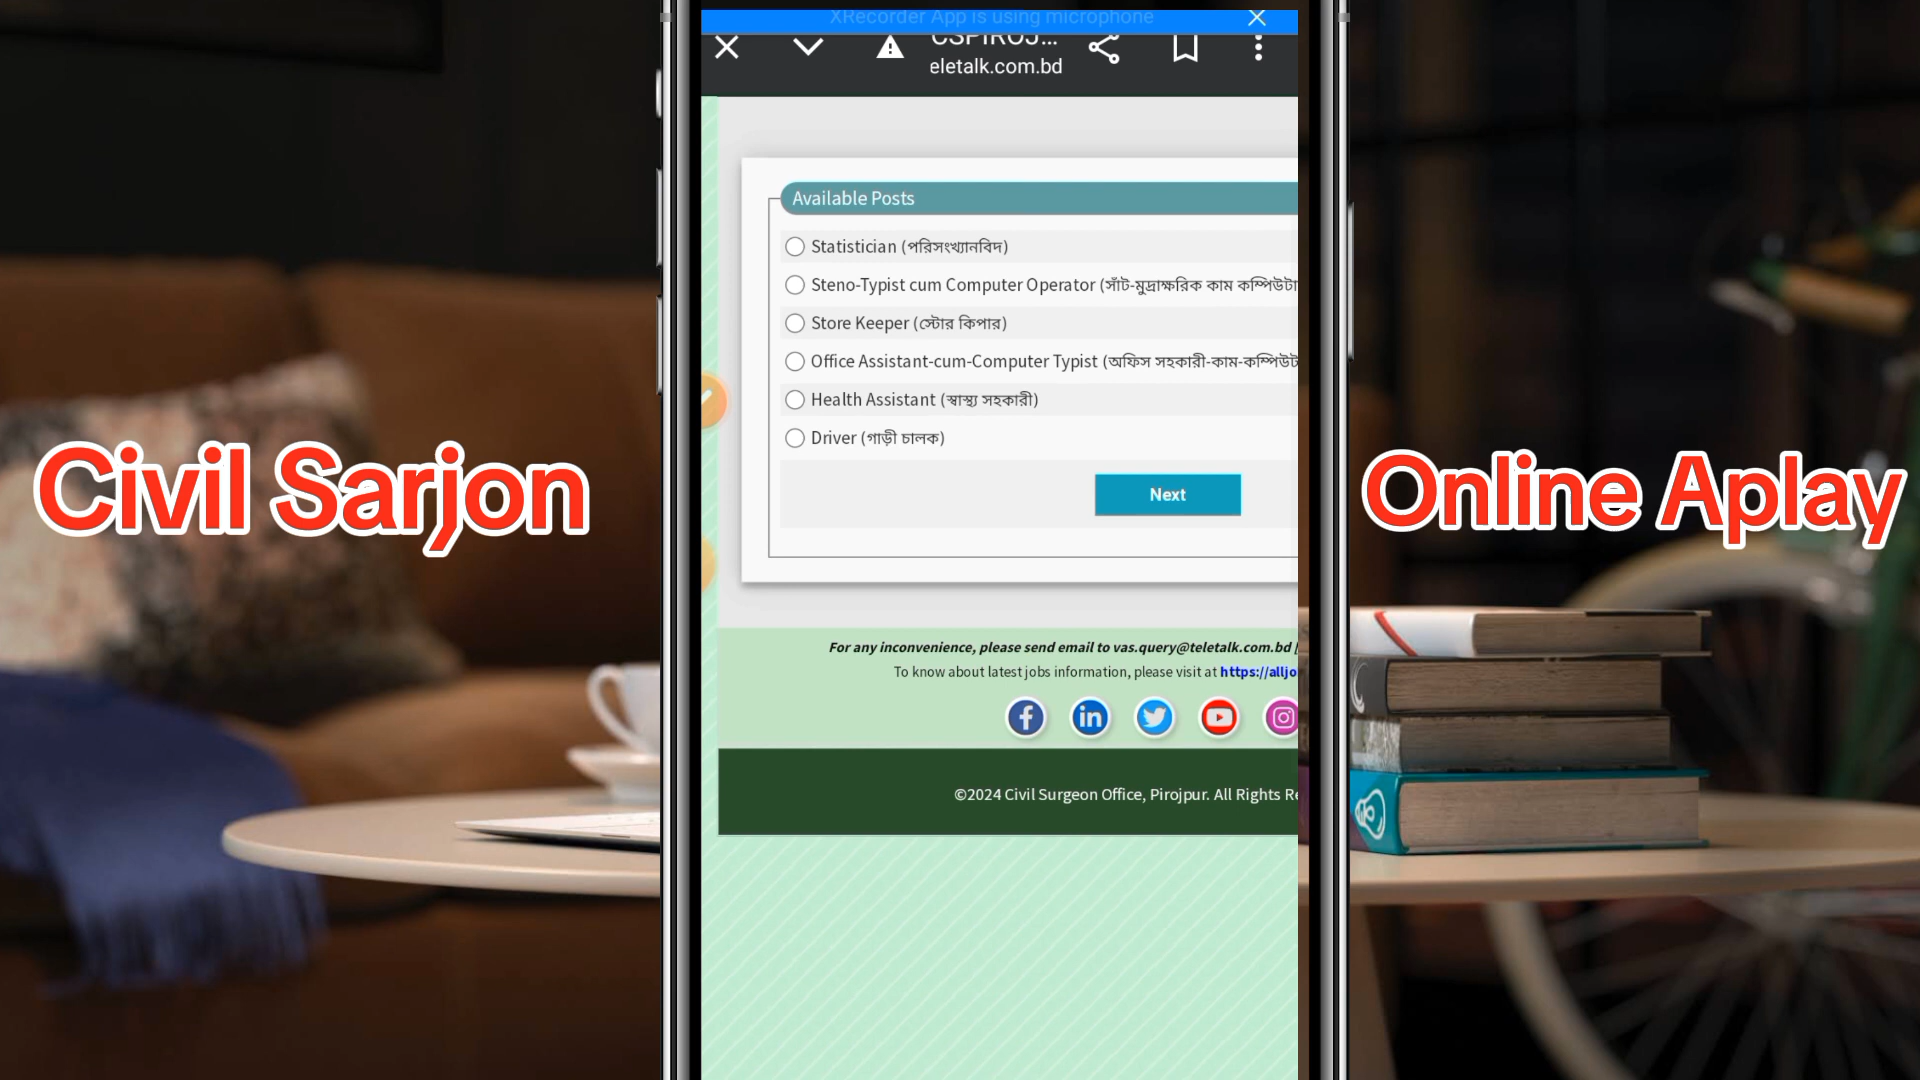 XRecorder App is using microphone
eletalk.com.bd
Available Posts
Statistician (পরিসংখ্যানবিদ)
Steno-Typist cum Computer Operator (সাঁট-মুদ্রাক্ষরিক কাম কম্পিউটা
Store Keeper (স্টোর কিপার)
Office Assistant-cum-Computer Typist (অফিস সহকারী-কাম-কম্পিউট
Health Assistant (স্বাস্থ্য সহকারী)
Driver (গাড়ী চালক)
Next
Civil Sarjon
Online Aplay
For any inconvenience, please send email to vas.query@teletalk.com.bd
To know about latest jobs information, please visit at https://alljo
©2024 Civil Surgeon Office, Pirojpur. All Rights Re